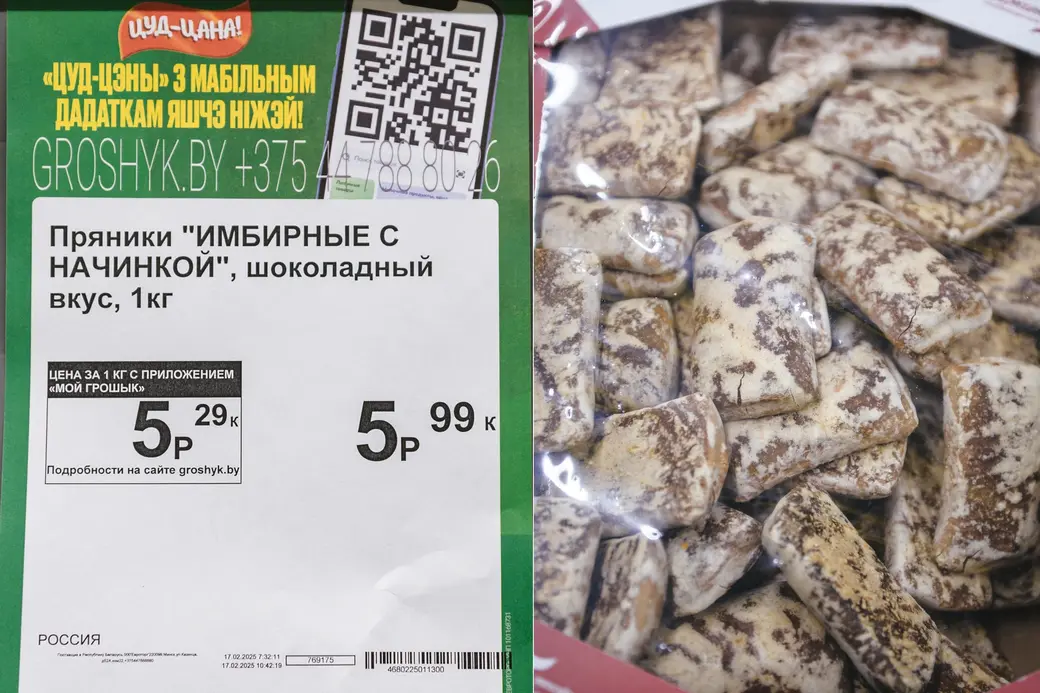 ЦУД-ЦАНА!
«ЦУД-ЦЭНЫ» З МАБІЛЬНЫМ
ДАДАТКАМ ЯШЧЭ НІЖЭЙ!
GROSHYK.BY +375 44 788 80 26
Пряники "ИМБИРНЫЕ С
НАЧИНКОЙ", шоколадный
вкус, 1кг
ЦЕНА ЗА 1 КГ С ПРИЛОЖЕНИЕМ
«МОЙ ГРОШЫК»
5Р 29К
5Р 99К
Подробности на сайте groshyk.by
РОССИЯ
17.02.2025 7:32:11
17.02.2025 10:42:19
769175
4680225011300